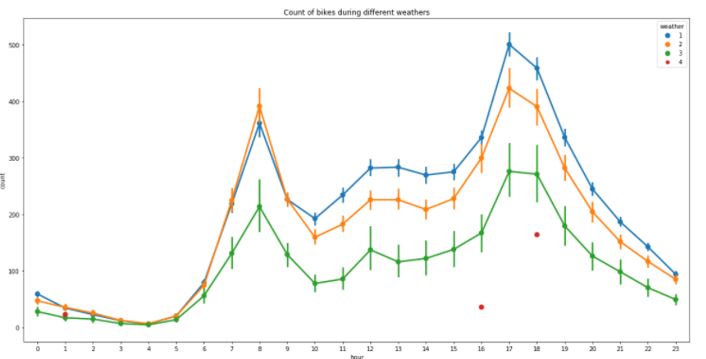 Count of bikes during different weathers
weather
1
2
3
4
500
400
300
200
100
0
count
0 1 2 3 4 5 6 7 8 9 10 11 12 13 14 15 16 17 18 19 20 21 22 23
hour